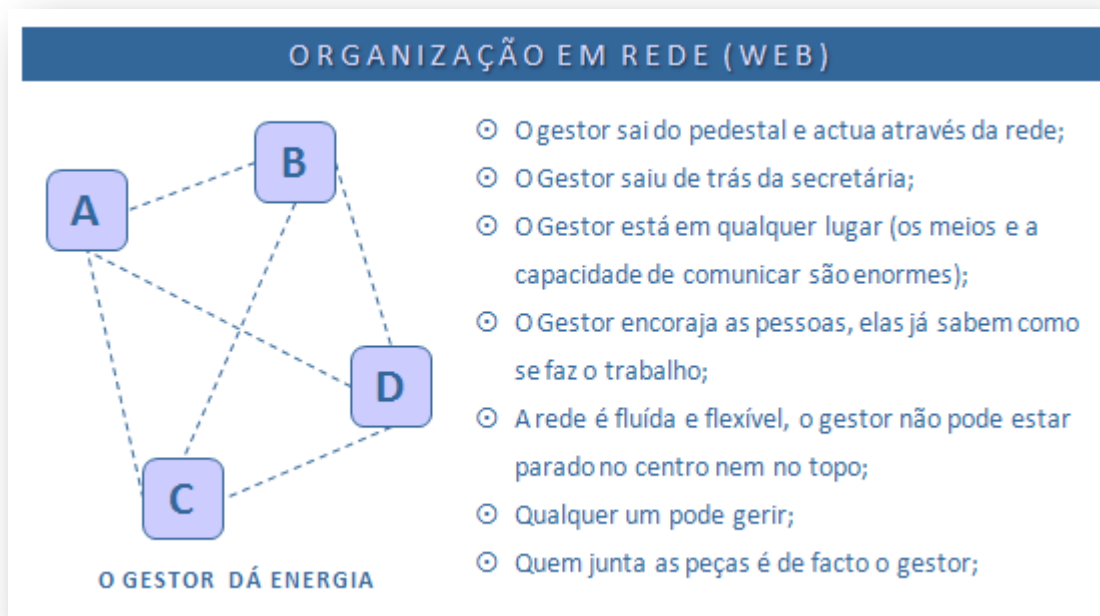 ORGANIZAÇÃO EM REDE (WEB)
A
B
C
D
O GESTOR DÁ ENERGIA
⊙ O gestor sai do pedestal e actua através da rede;
⊙ O Gestor saiu de trás da secretária;
⊙ O Gestor está em qualquer lugar (os meios e a
capacidade de comunicar são enormes);
⊙ O Gestor encoraja as pessoas, elas já sabem como
se faz o trabalho;
⊙ A rede é fluída e flexível, o gestor não pode estar
parado no centro nem no topo;
⊙ Qualquer um pode gerir;
⊙ Quem junta as peças é de facto o gestor;